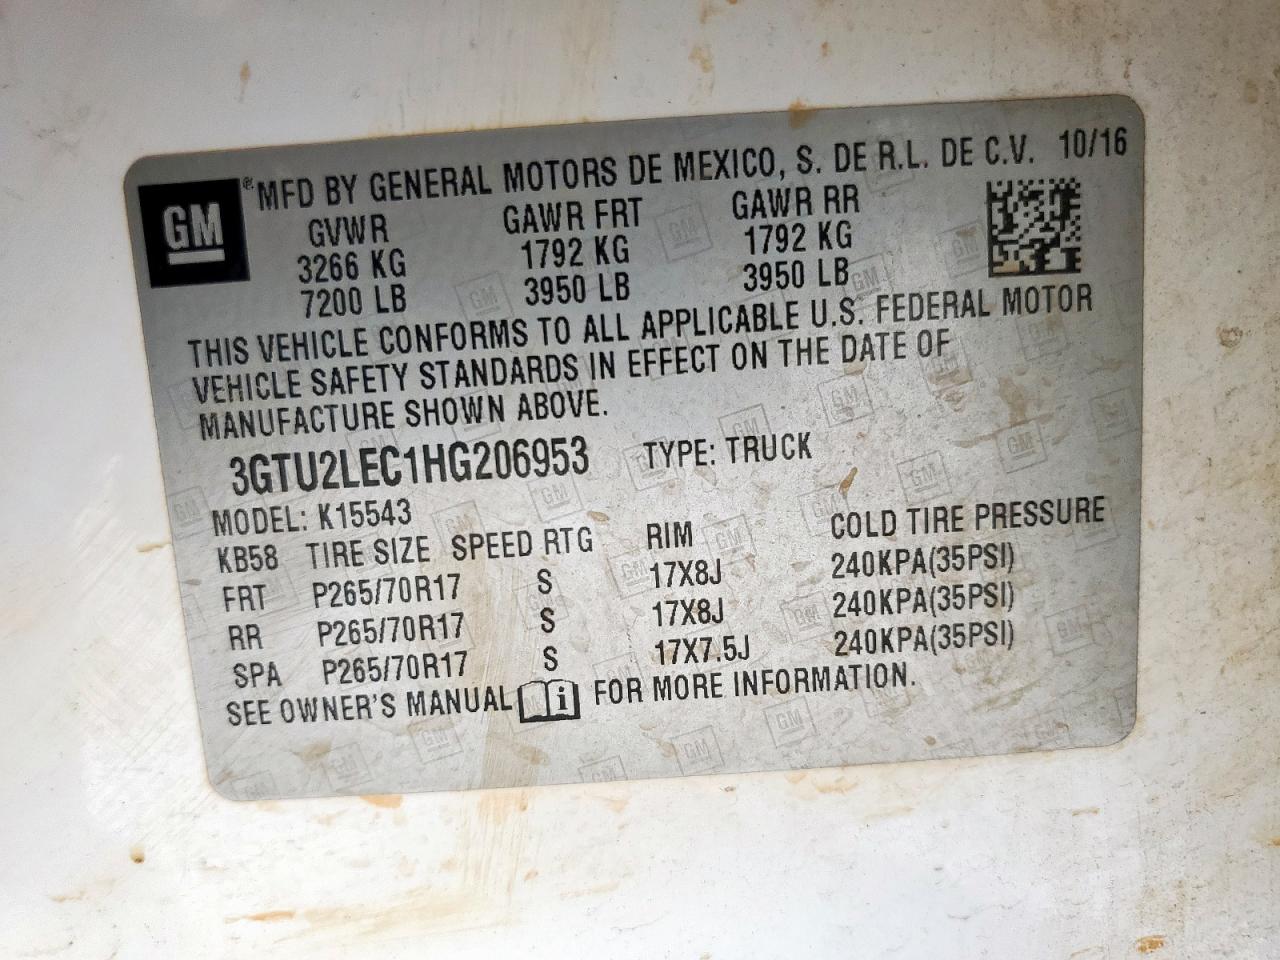 GM
® MFD BY GENERAL MOTORS DE MEXICO, S. DE R.L. DE C.V. 10/16
GVWR GAWR FRT GAWR RR
3266 KG 1792 KG 1792 KG
7200 LB 3950 LB 3950 LB
THIS VEHICLE CONFORMS TO ALL APPLICABLE U.S. FEDERAL MOTOR
VEHICLE SAFETY STANDARDS IN EFFECT ON THE DATE OF
MANUFACTURE SHOWN ABOVE.
3GTU2LEC1HG206953 TYPE: TRUCK
MODEL: K15543
KB58 TIRE SIZE SPEED RTG RIM COLD TIRE PRESSURE
FRT P265/70R17 S 17X8J 240KPA(35PSI)
RR P265/70R17 S 17X8J 240KPA(35PSI)
SPA P265/70R17 S 17X7.5J 240KPA(35PSI)
SEE OWNER'S MANUAL i FOR MORE INFORMATION.